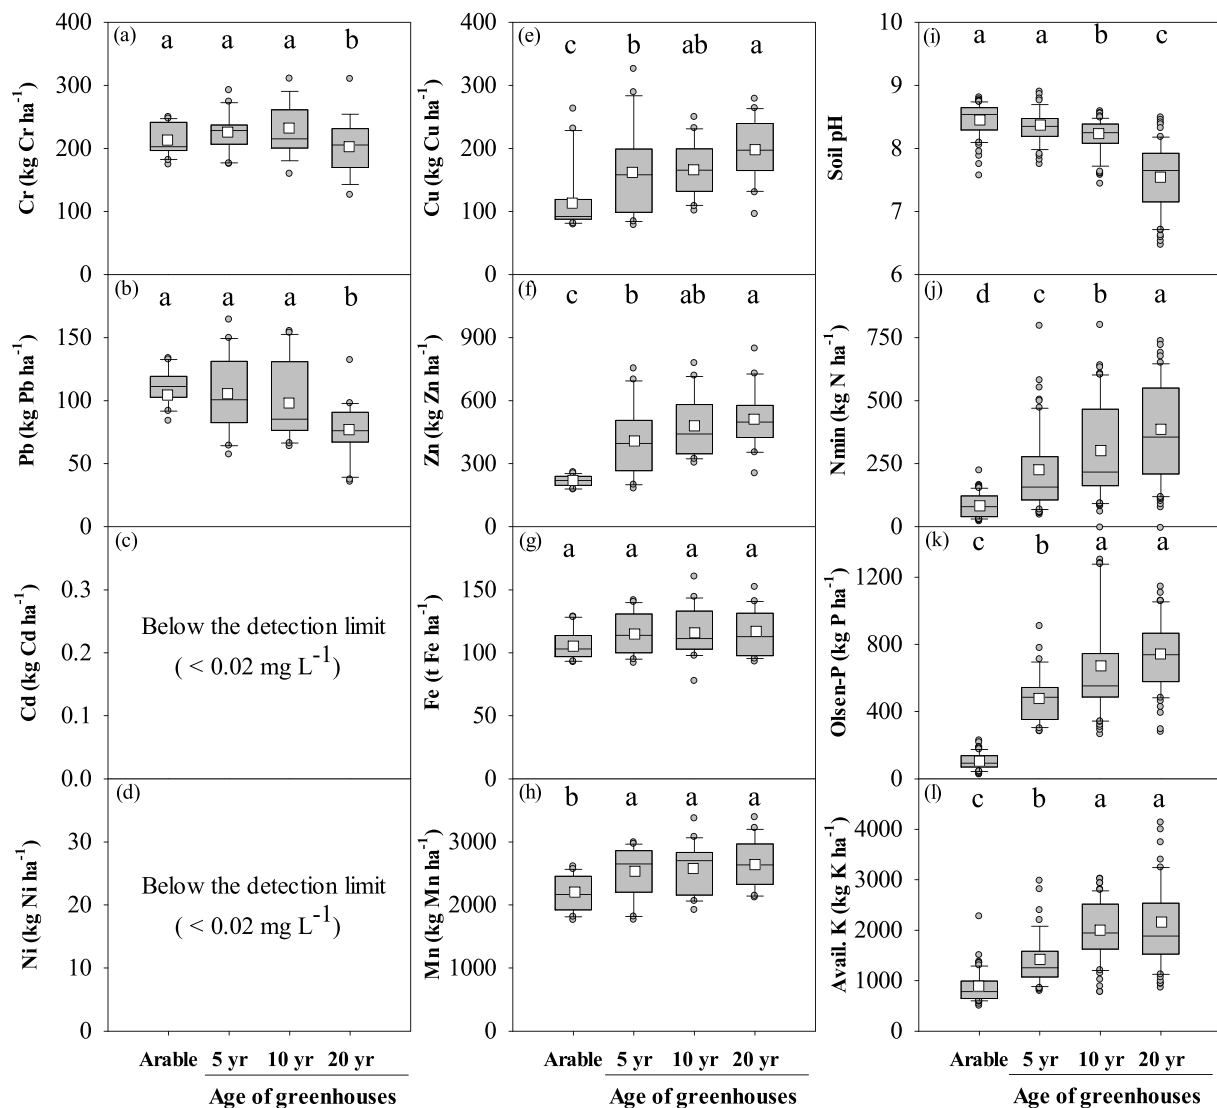 (a) a a a b
Cr (kg Cr ha-1)
400
300
200
100
0
(b) a a a b
Pb (kg Pb ha-1)
150
100
50
0
(c)
Cd (kg Cd ha-1)
0.3
0.2
0.1
0.0
Below the detection limit
( < 0.02 mg L-1)
(d)
Ni (kg Ni ha-1)
30
20
10
0
Below the detection limit
( < 0.02 mg L-1)
Arable 5 yr 10 yr 20 yr
Age of greenhouses
(e) c b ab a
Cu (kg Cu ha-1)
400
300
200
100
0
(f) c b ab a
Zn (kg Zn ha-1)
900
600
300
0
(g) a a a a
Fe (t Fe ha-1)
150
100
50
0
(h) b a a a
Mn (kg Mn ha-1)
3000
2000
1000
0
Arable 5 yr 10 yr 20 yr
Age of greenhouses
(i) a a b c
Soil pH
10
9
8
7
6
(j) d c b a
Nmin (kg N ha-1)
750
500
250
0
(k) c b a a
Olsen-P (kg P ha-1)
1200
800
400
0
(l) c b a a
Avail. K (kg K ha-1)
4000
3000
2000
1000
0
Arable 5 yr 10 yr 20 yr
Age of greenhouses